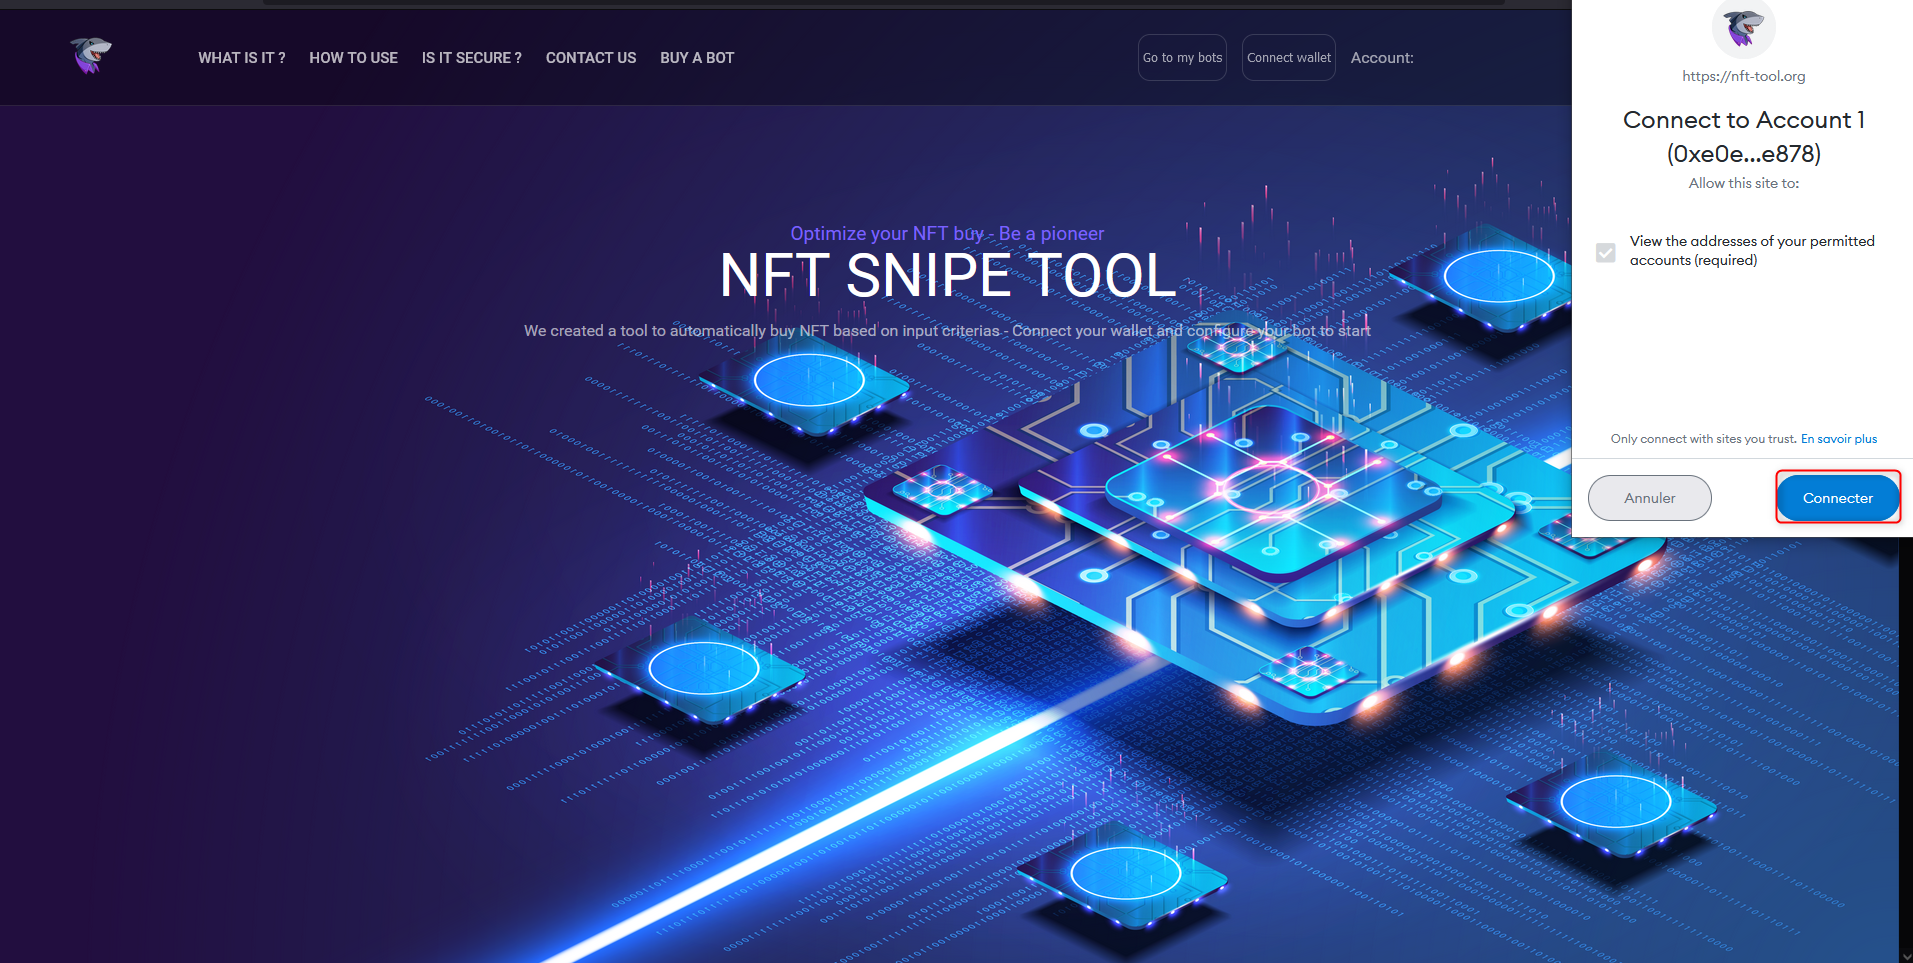 WHAT IS IT ?
HOW TO USE
IS IT SECURE ?
CONTACT US
BUY A BOT
Go to my bots
Connect wallet
Account:
Optimize your NFT buy - Be a pioneer
NFT SNIPE TOOL
We created a tool to automatically buy NFT based on input criterias - Connect your wallet and configure your bot to start
https://nft-tool.org
Connect to Account 1
(0xe0e...e878)
Allow this site to:
View the addresses of your permitted
accounts (required)
Only connect with sites you trust. En savoir plus
Annuler
Connecter